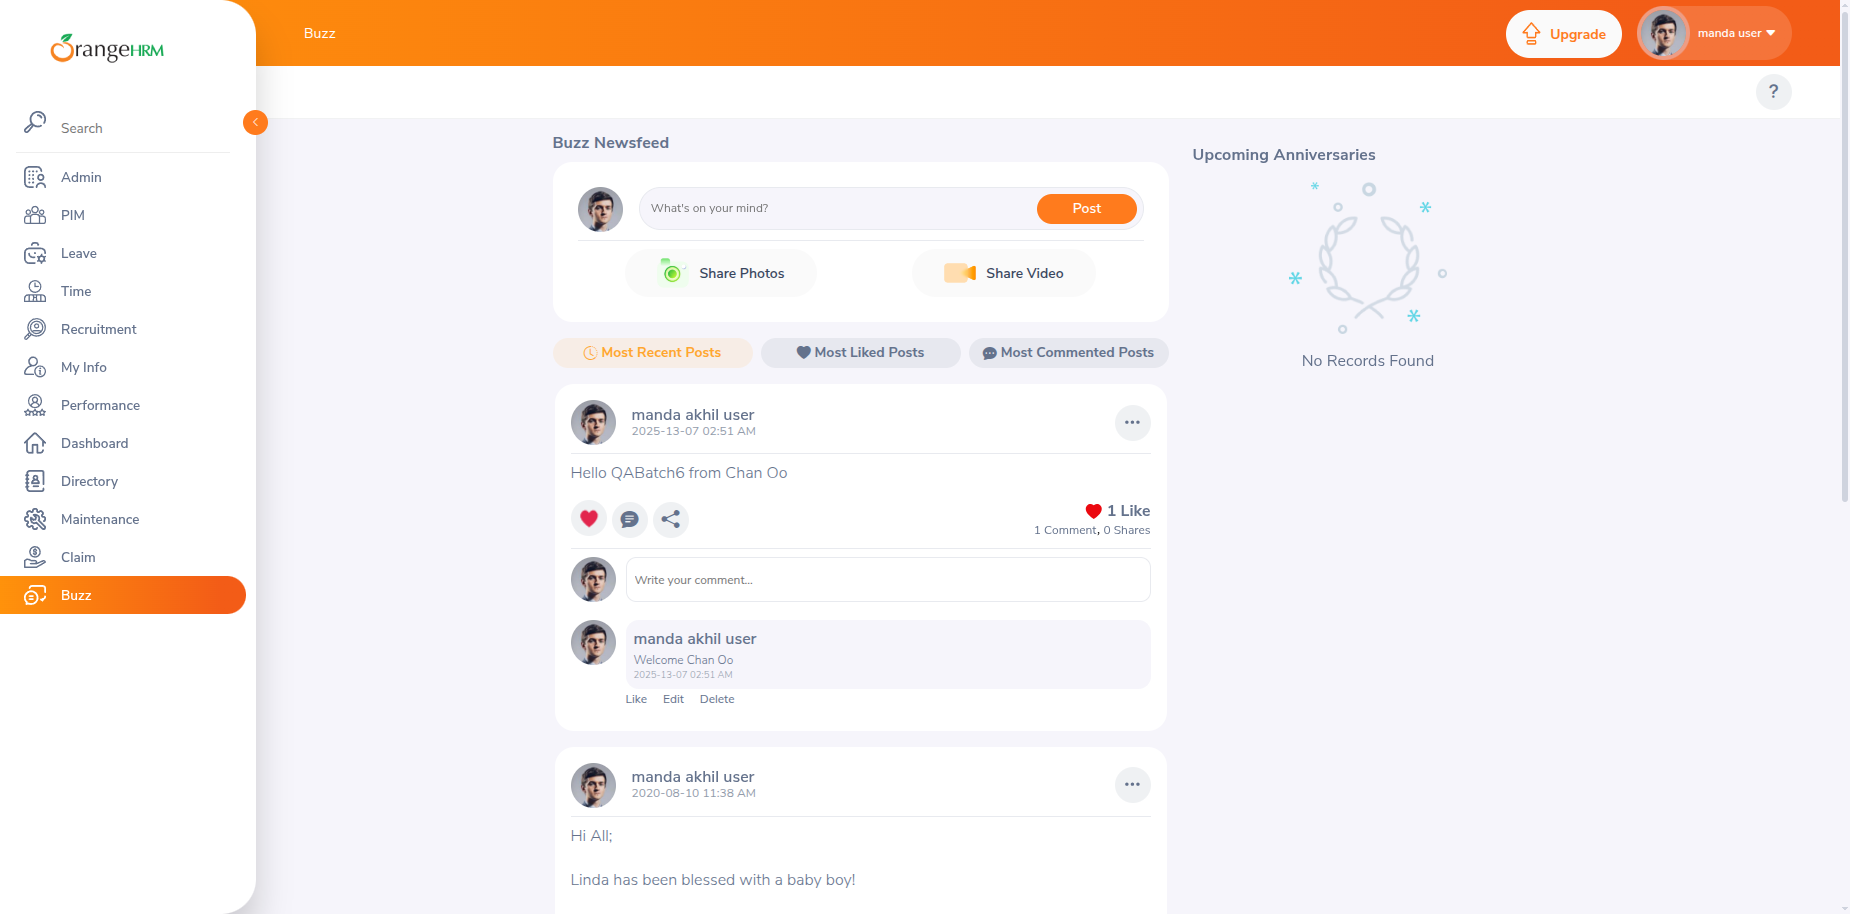 OrangeHRM
Search
Admin
PIM
Leave
Time
Recruitment
My Info
Performance
Dashboard
Directory
Maintenance
Claim
Buzz
Buzz
Upgrade
manda user
?
Buzz Newsfeed
What's on your mind?
Post
Share Photos
Share Video
Most Recent Posts
Most Liked Posts
Most Commented Posts
manda akhil user
2025-13-07 02:51 AM
Hello QABatch6 from Chan Oo
1 Like
1 Comment, 0 Shares
Write your comment...
manda akhil user
Welcome Chan Oo
2025-13-07 02:51 AM
Like Edit Delete
manda akhil user
2020-08-10 11:38 AM
Hi All;
Linda has been blessed with a baby boy!
Upcoming Anniversaries
No Records Found